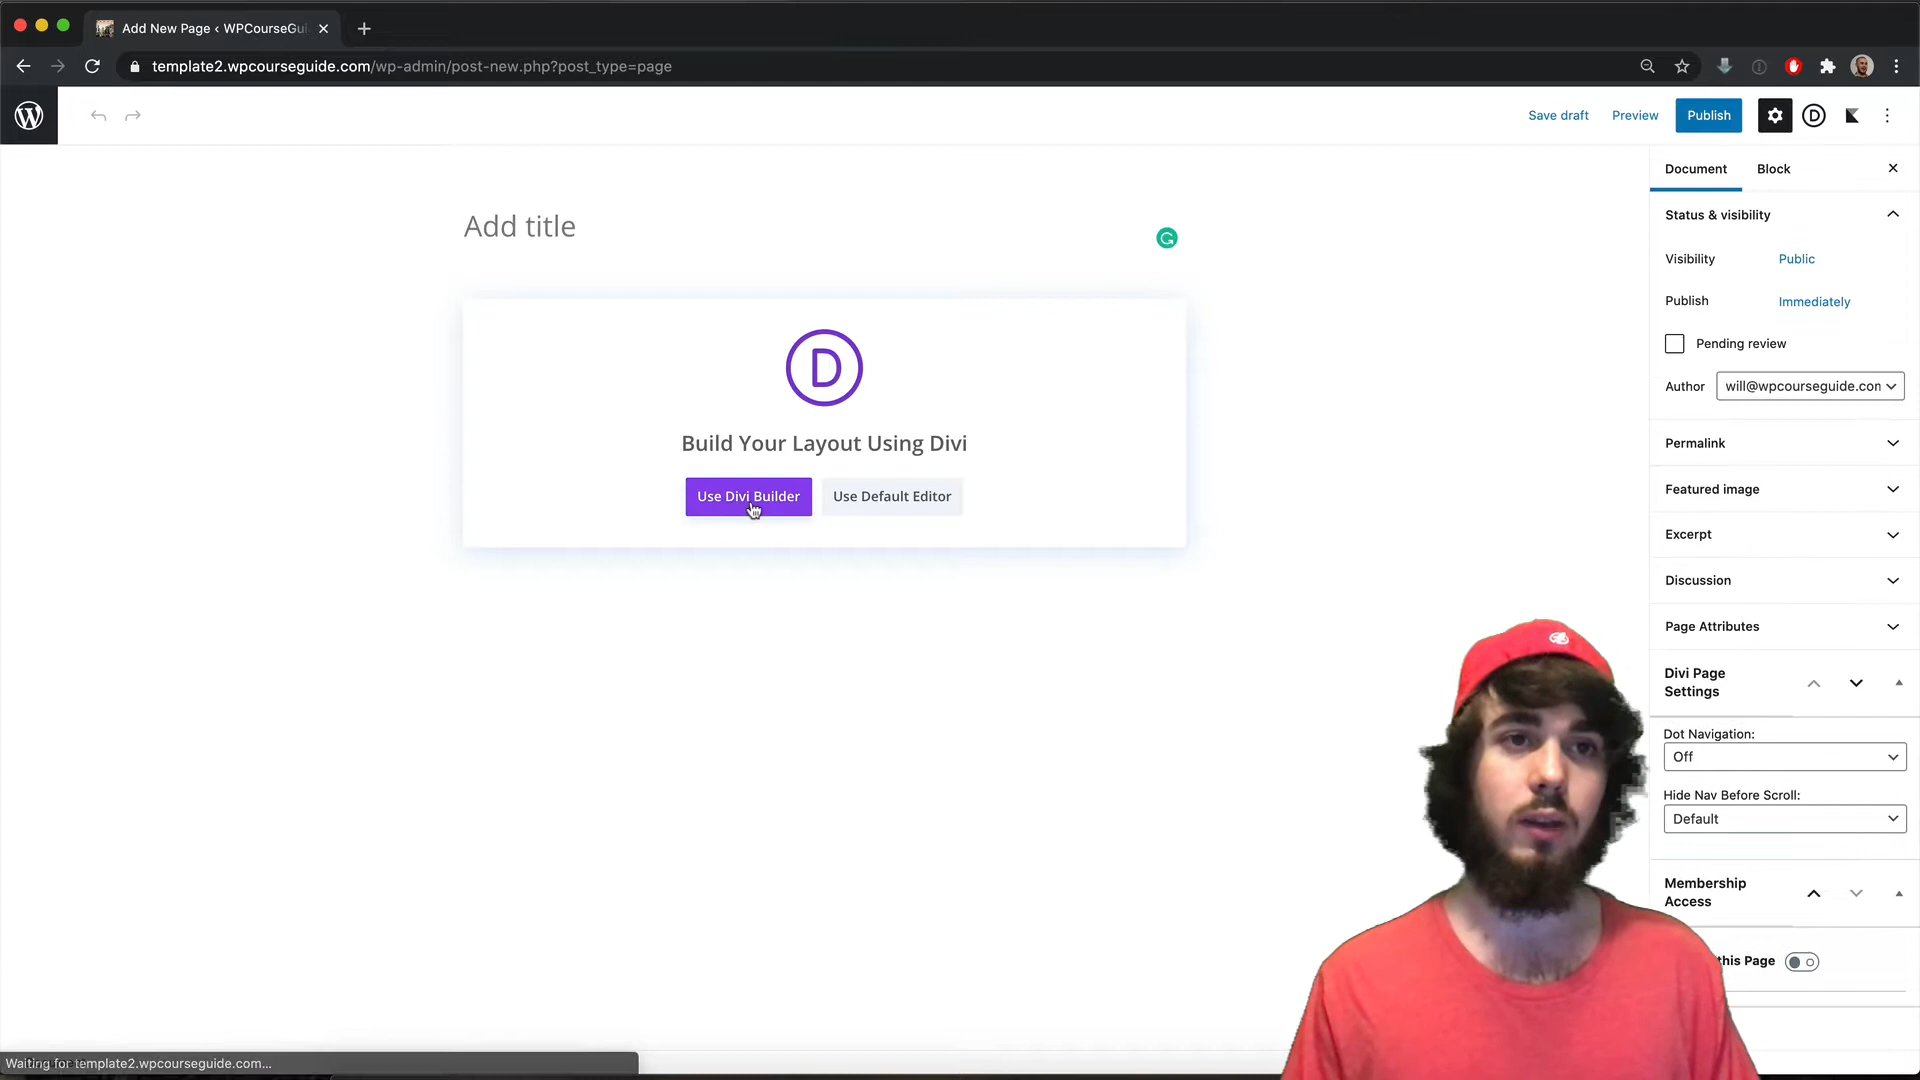 Add New Page ‹ WPCourseGui
template2.wpcourseguide.com/wp-admin/post-new.php?post_type=page
Save draft
Preview
Publish
Document
Block
Add title
Status & visibility
Visibility
Public
Publish
Immediately
Pending review
Author
will@wpcourseguide.con
D
Build Your Layout Using Divi
Use Divi Builder
Use Default Editor
Permalink
Featured image
Excerpt
Discussion
Page Attributes
Divi Page
Settings
Dot Navigation:
Off
Hide Nav Before Scroll:
Default
Membership
Access
this Page
Waiting for template2.wpcourseguide.com...